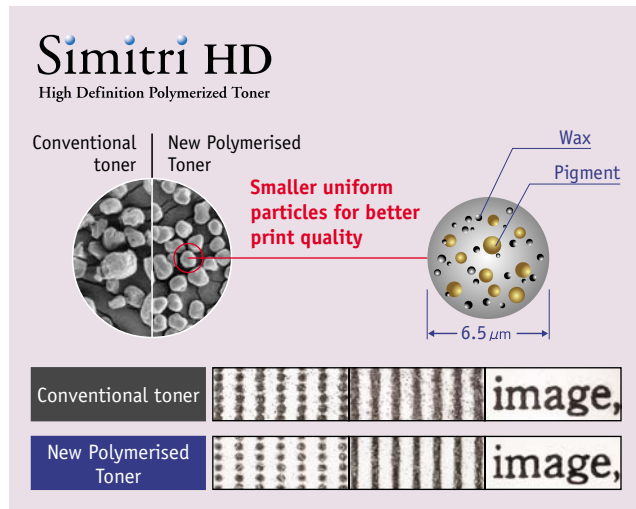 Simitri HD
High Definition Polymerized Toner
Conventional
toner
New Polymerised
Toner
Smaller uniform
particles for better
print quality
Wax
Pigment
6.5 µm
Conventional toner
image,
New Polymerised
Toner
image,